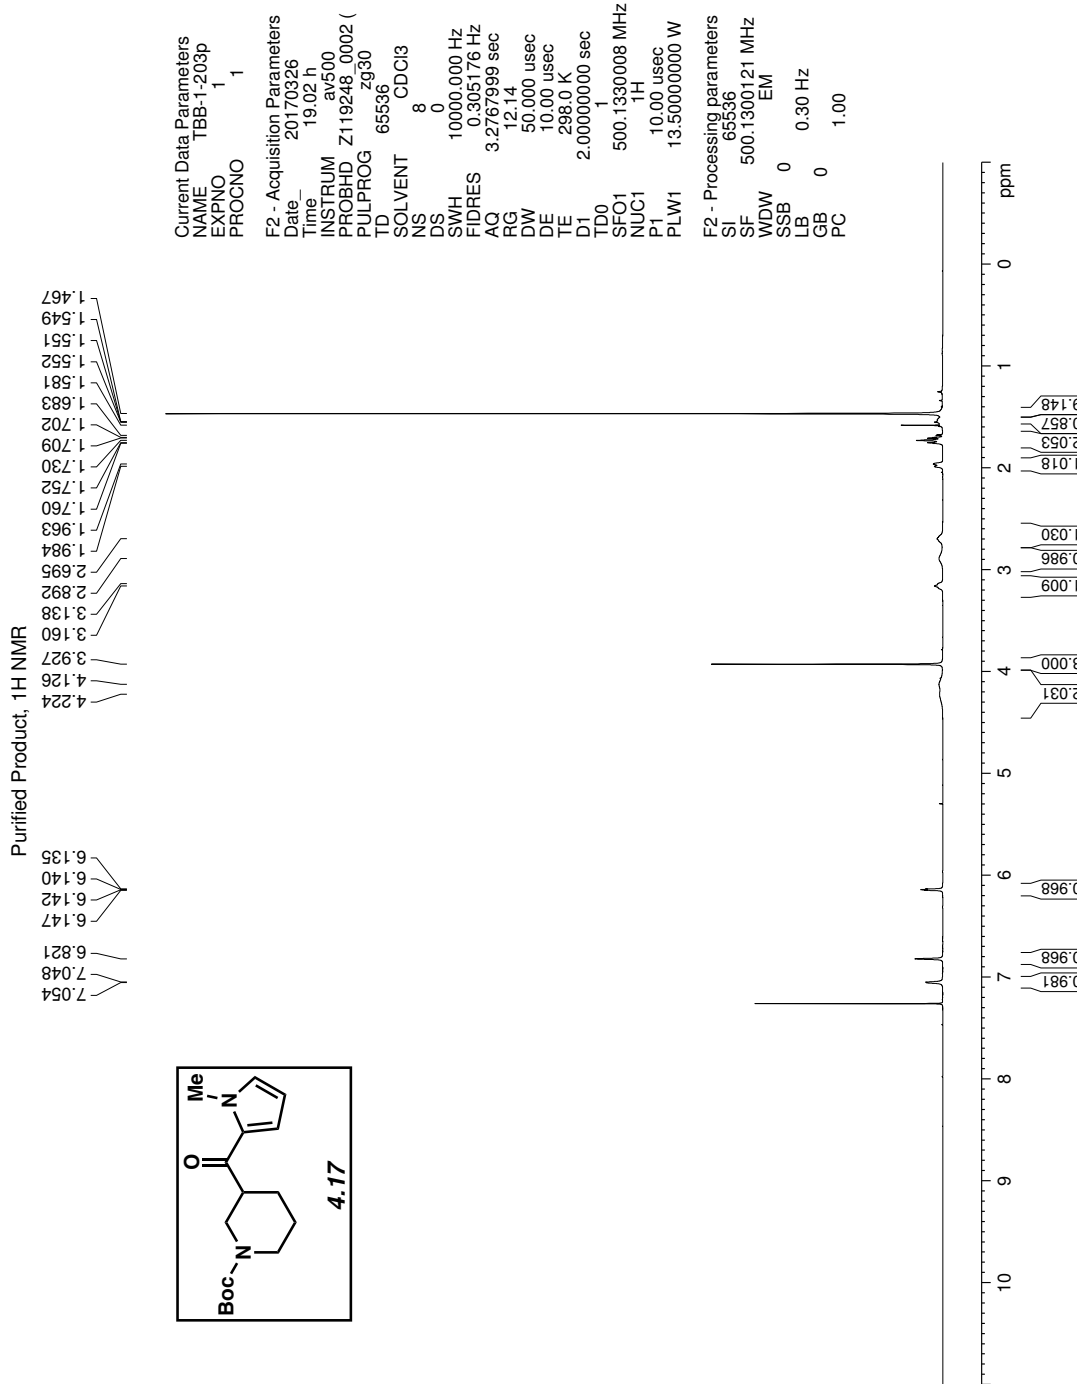 Purified Product, 1H NMR
7.054
7.048
6.821
6.147
6.142
6.140
6.135
4.224
4.126
3.927
3.160
3.138
2.892
2.695
1.984
1.963
1.760
1.752
1.730
1.709
1.702
1.683
1.581
1.552
1.551
1.549
1.467
Boc
N
O
N
Me
4.17
Current Data Parameters
NAME TBB-1-203p
EXPNO 1
PROCNO 1
F2 - Acquisition Parameters
Date_ 20170326
Time 19.02 h
INSTRUM av500
PROBHD Z119248_0002 (
PULPROG zg30
TD 65536
SOLVENT CDCl3
NS 8
DS 0
SWH 10000.000 Hz
FIDRES 0.305176 Hz
AQ 3.2767999 sec
RG 12.14
DW 50.000 usec
DE 10.00 usec
TE 298.0 K
D1 2.00000000 sec
TD0 1
SFO1 500.1330008 MHz
NUC1 1H
P1 10.00 usec
PLW1 13.50000000 W
F2 - Processing parameters
SI 65536
SF 500.1300121 MHz
WDW EM
SSB 0
LB 0.30 Hz
GB 0
PC 1.00
10 9 8 7 6 5 4 3 2 1 0 ppm
0.981
0.968
0.968
2.031
3.000
1.009
0.986
1.030
1.018
2.053
0.857
9.148